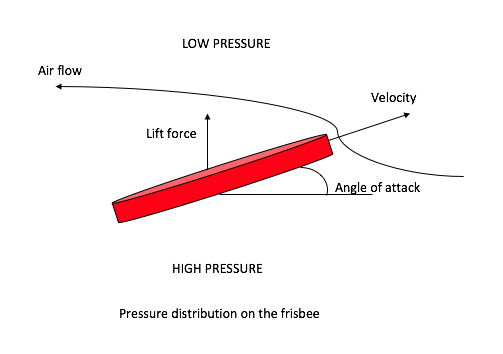 LOW PRESSURE
Air flow
Velocity
Lift force
Angle of attack
HIGH PRESSURE
Pressure distribution on the frisbee